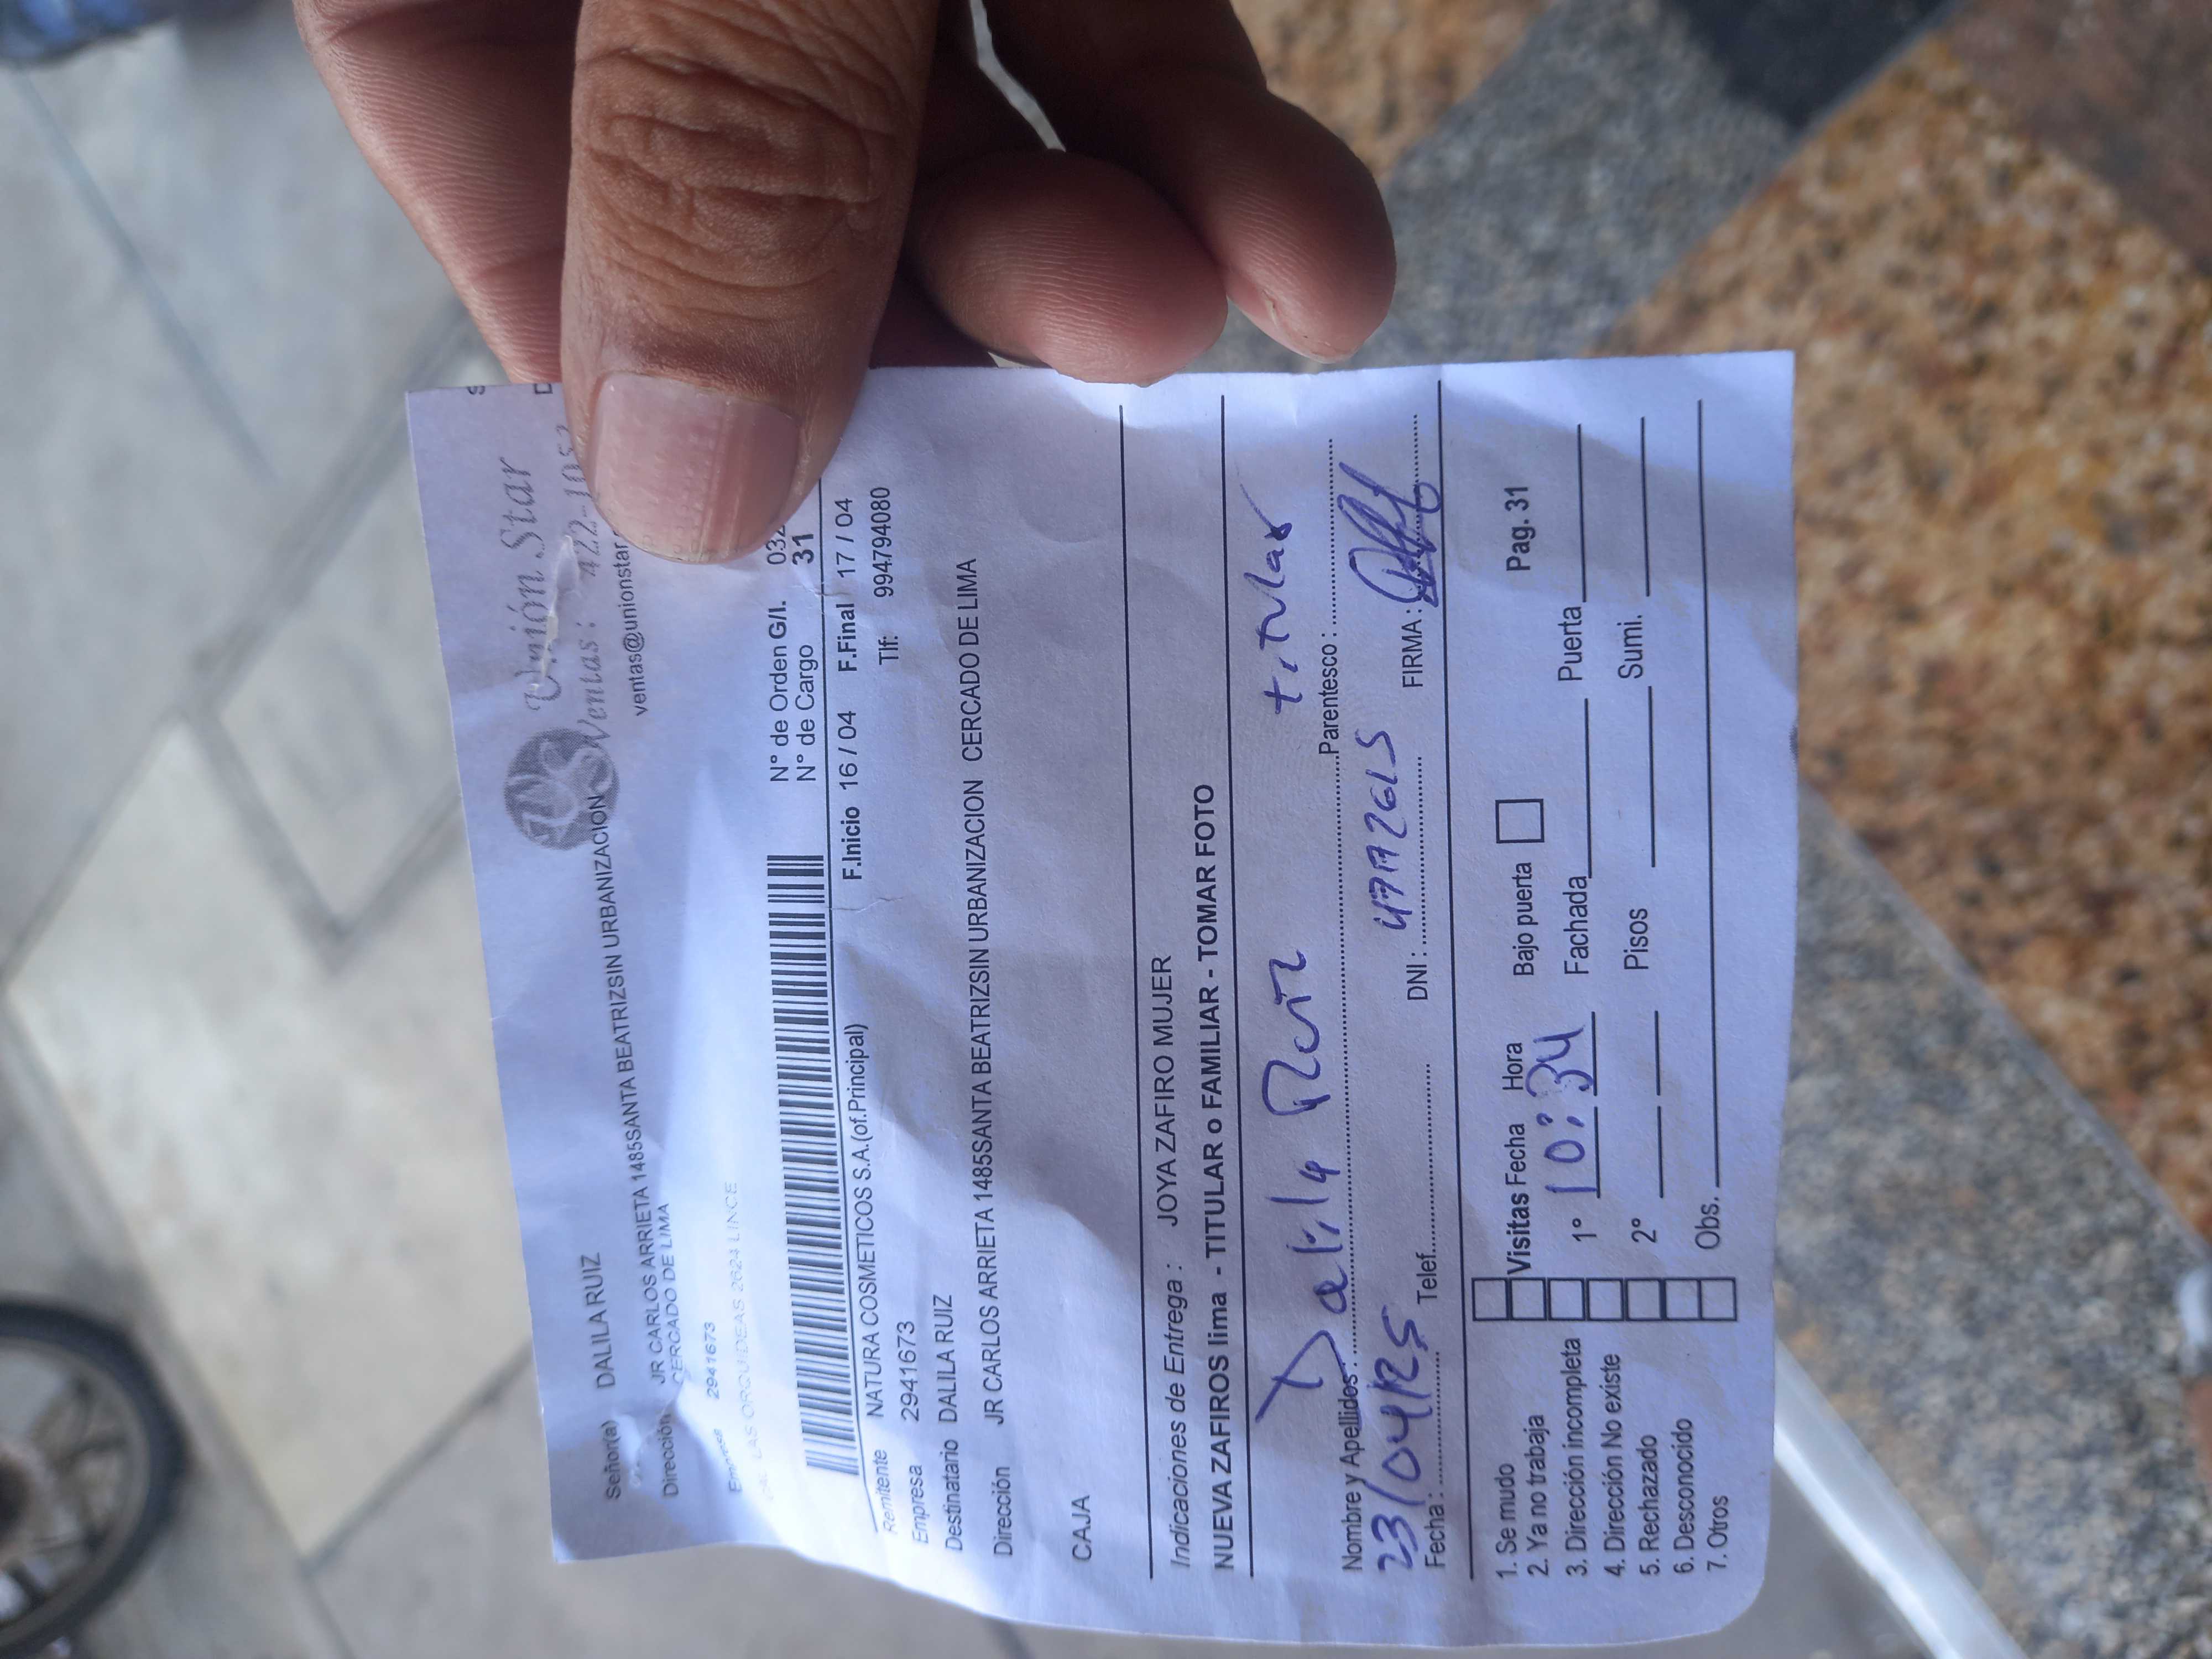 S
D
Unión Star
Ventas: 422-105
ventas@unionstar
Señor(a) DALILA RUIZ
Dirección JR CARLOS ARRIETA 1485SANTA BEATRIZSIN URBANIZACION
CERCADO DE LIMA
Empresa 2941673
LAS ORQUIDEAS 2624 LINCE
N° de Orden G/I. 032
N° de Cargo 31
Remitente NATURA COSMETICOS S.A.(of.Principal) F.Inicio 16 / 04 F.Final 17 / 04
Empresa 2941673 Tlf: 994794080
Destinatario DALILA RUIZ
Dirección JR CARLOS ARRIETA 1485SANTA BEATRIZSIN URBANIZACION CERCADO DE LIMA
CAJA
Indicaciones de Entrega : JOYA ZAFIRO MUJER
NUEVA ZAFIROS lima - TITULAR o FAMILIAR - TOMAR FOTO
Dalila Ruiz titular
Nombre y Apellidos: Parentesco :
23/04/25
Fecha : Telef. DNI : FIRMA :
1. Se mudo Visitas Fecha Hora Bajo puerta Pag. 31
2. Ya no trabaja
3. Dirección incompleta 1° 10:34 Fachada Puerta
4. Dirección No existe
5. Rechazado 2° Pisos Sumi.
6. Desconocido
7. Otros Obs.